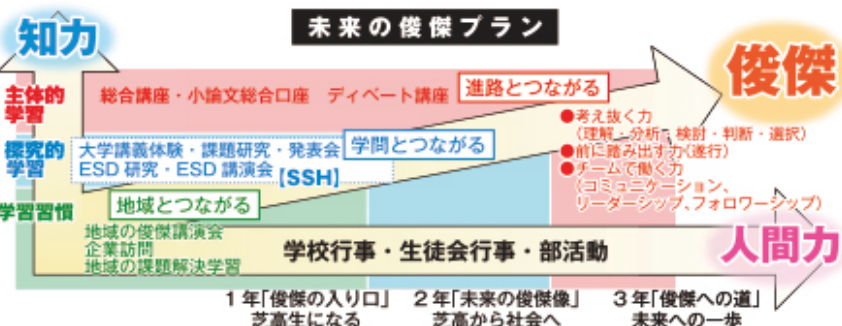 未来の俊傑プラン
知力
俊傑
主体的
学習
総合講座・小論文総合口座 ディベート講座
進路とつながる
●考え抜く力
(理解・分析・検討・判断・選択)
●前に踏み出す力(遂行)
●チームで働く力
(コミュニケーション、
リーダーシップ、フォロワーシップ)
探究的
学習
大学講義体験・課題研究・発表会
ESD 研究・ESD 講演会【SSH】
学問とつながる
学習習慣
地域とつながる
地域の俊傑講演会
企業訪問
地域の課題解決学習
学校行事・生徒会行事・部活動
人間力
1年「俊傑の入り口」
芝高生になる
2年「未来の俊傑像」
芝高から社会へ
3年「俊傑への道」
未来への一歩